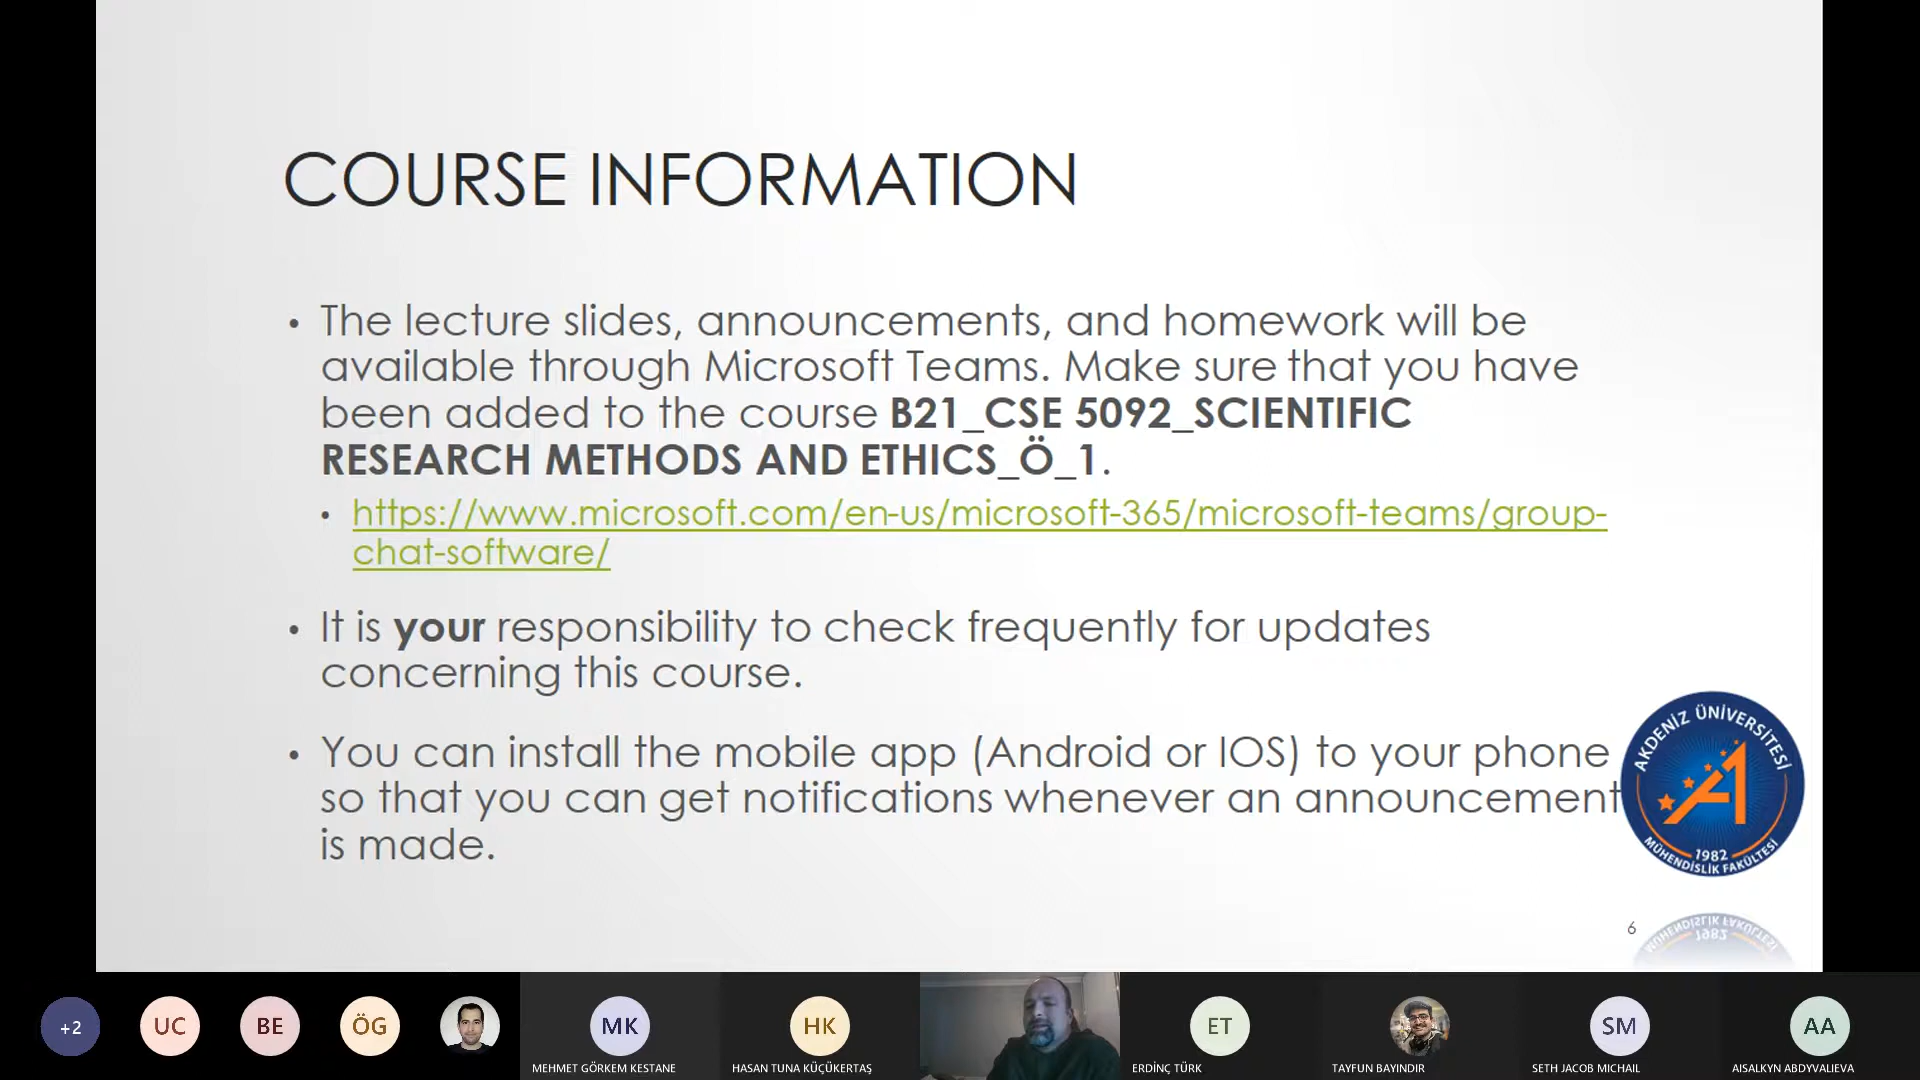 COURSE INFORMATION
• The lecture slides, announcements, and homework will be
available through Microsoft Teams. Make sure that you have
been added to the course B21_CSE 5092_SCIENTIFIC
RESEARCH METHODS AND ETHICS_Ö_1.
• https://www.microsoft.com/en-us/microsoft-365/microsoft-teams/group-
chat-software/
• It is your responsibility to check frequently for updates
concerning this course.
• You can install the mobile app (Android or IOS) to your phone
so that you can get notifications whenever an announcement
is made.
AKDENİZ ÜNİVERSİTESİ
1982
MÜHENDİSLİK FAKÜLTESİ
6
+2
UC
BE
ÖG
MK
HK
ET
SM
AA
MEHMET GÖRKEM KESTANE
HASAN TUNA KÜÇÜKERTAŞ
ERDİNÇ TÜRK
TAYFUN BAYINDIR
SETH JACOB MICHAIL
AISALKYN ABDYVALIEVA